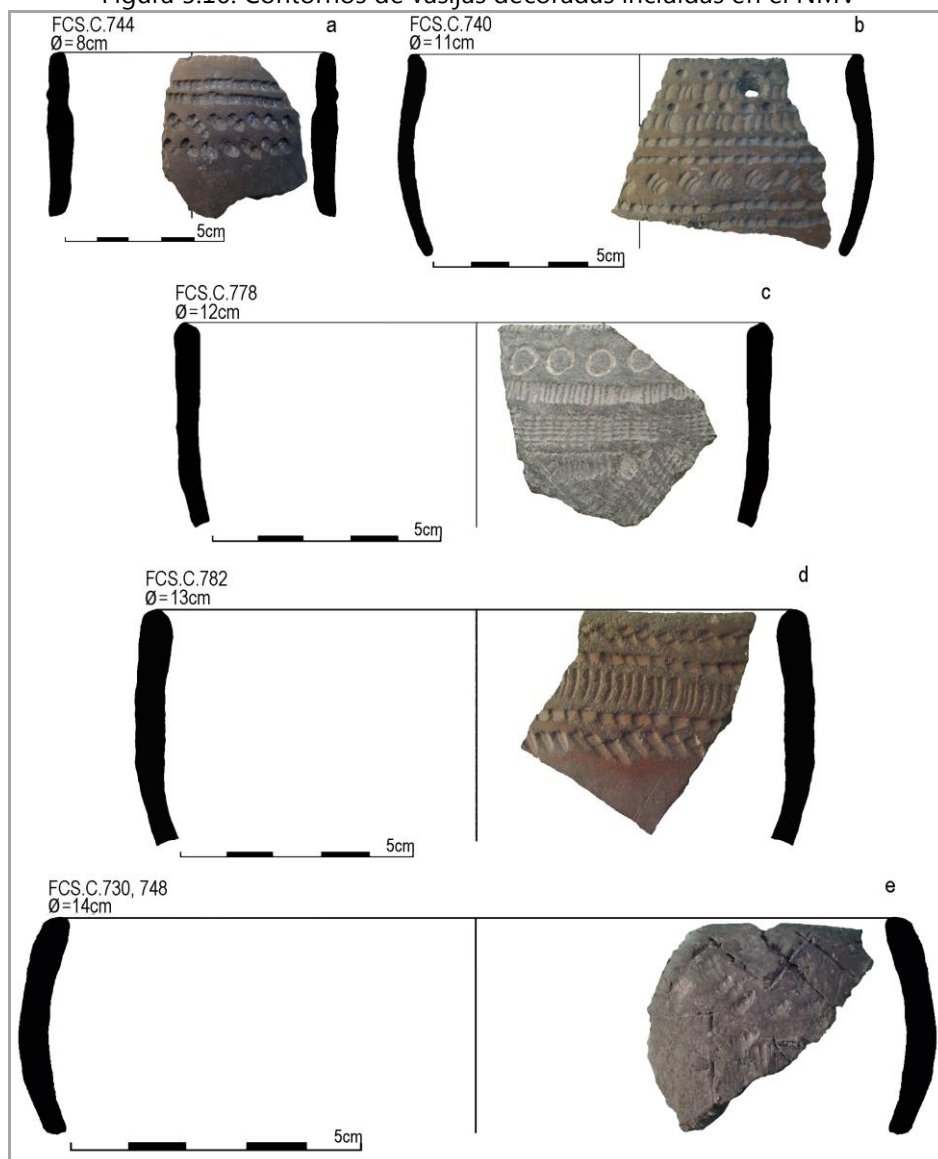 Figura 5.10. Contornos de vasijas decoradas incluidas en el NMV
FCS.C.744
Ø=8cm
a
5cm
FCS.C.740
Ø=11cm
b
5cm
FCS.C.778
Ø=12cm
c
5cm
FCS.C.782
Ø=13cm
d
5cm
FCS.C.730, 748
Ø=14cm
e
5cm